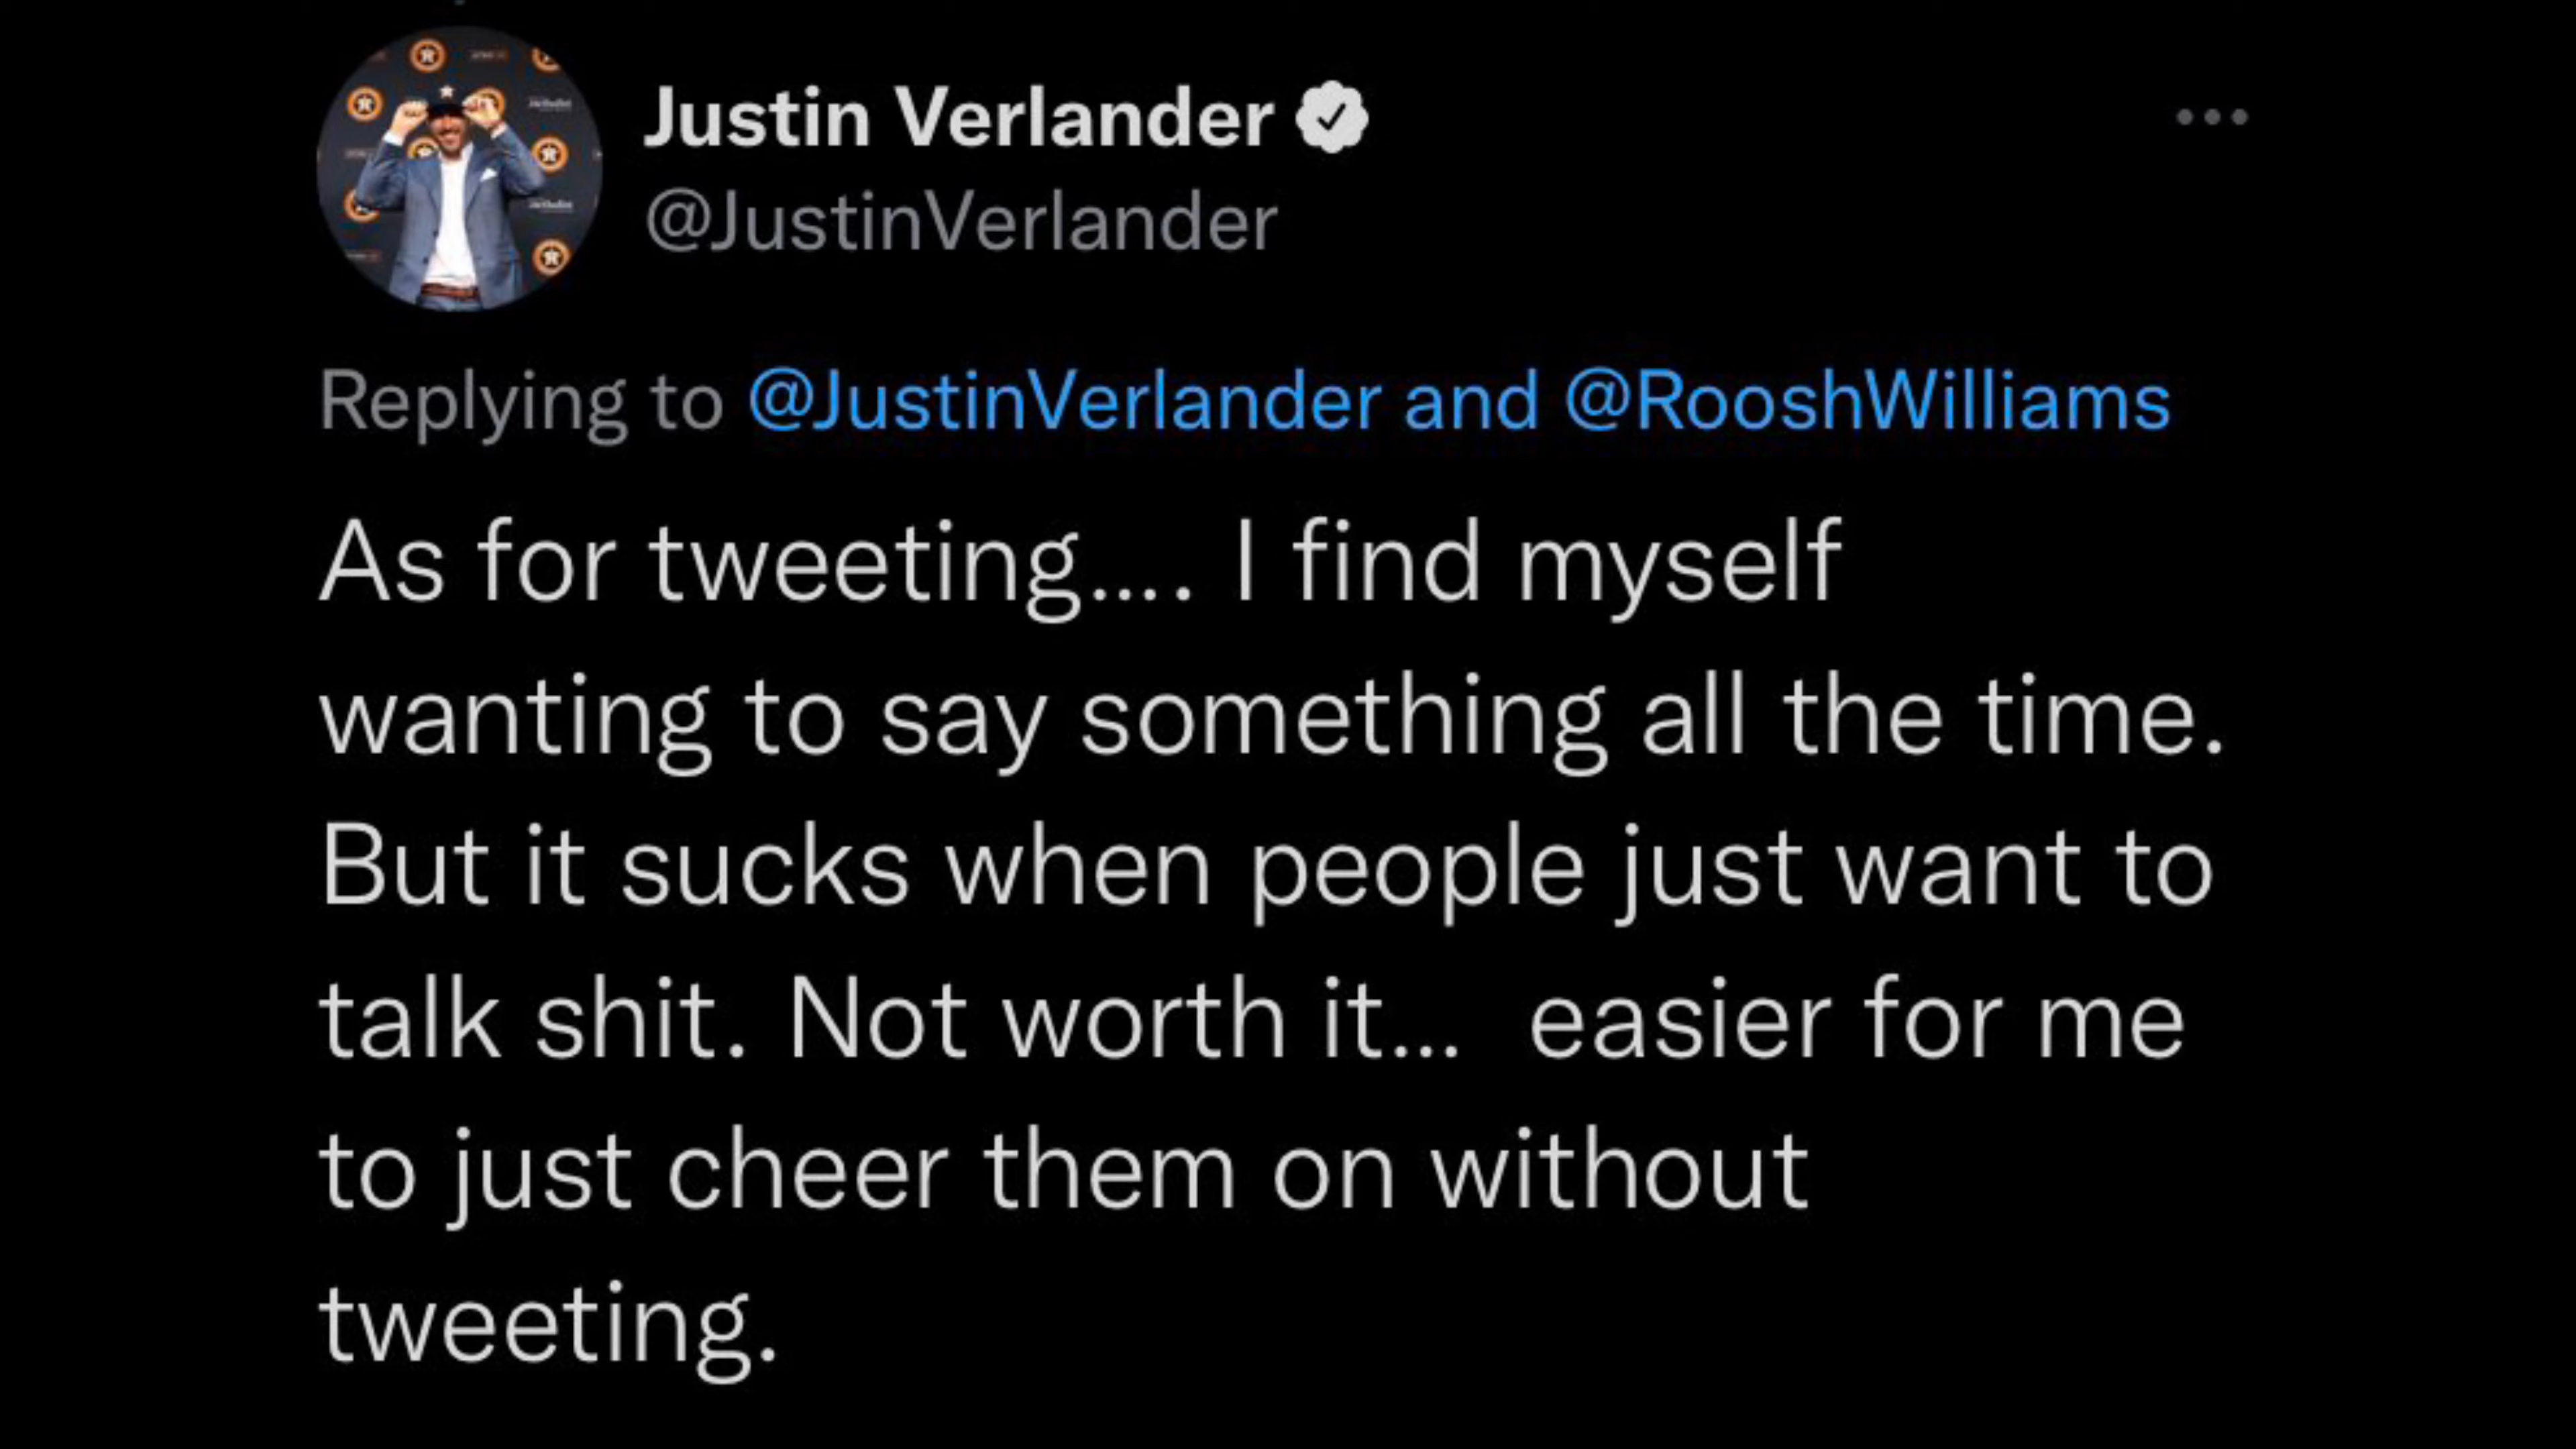 Justin Verlander
@JustinVerlander
Replying to @JustinVerlander and @RooshWilliams
As for tweeting.... I find myself
wanting to say something all the time.
But it sucks when people just want to
talk shit. Not worth it...  easier for me
to just cheer them on without
tweeting.